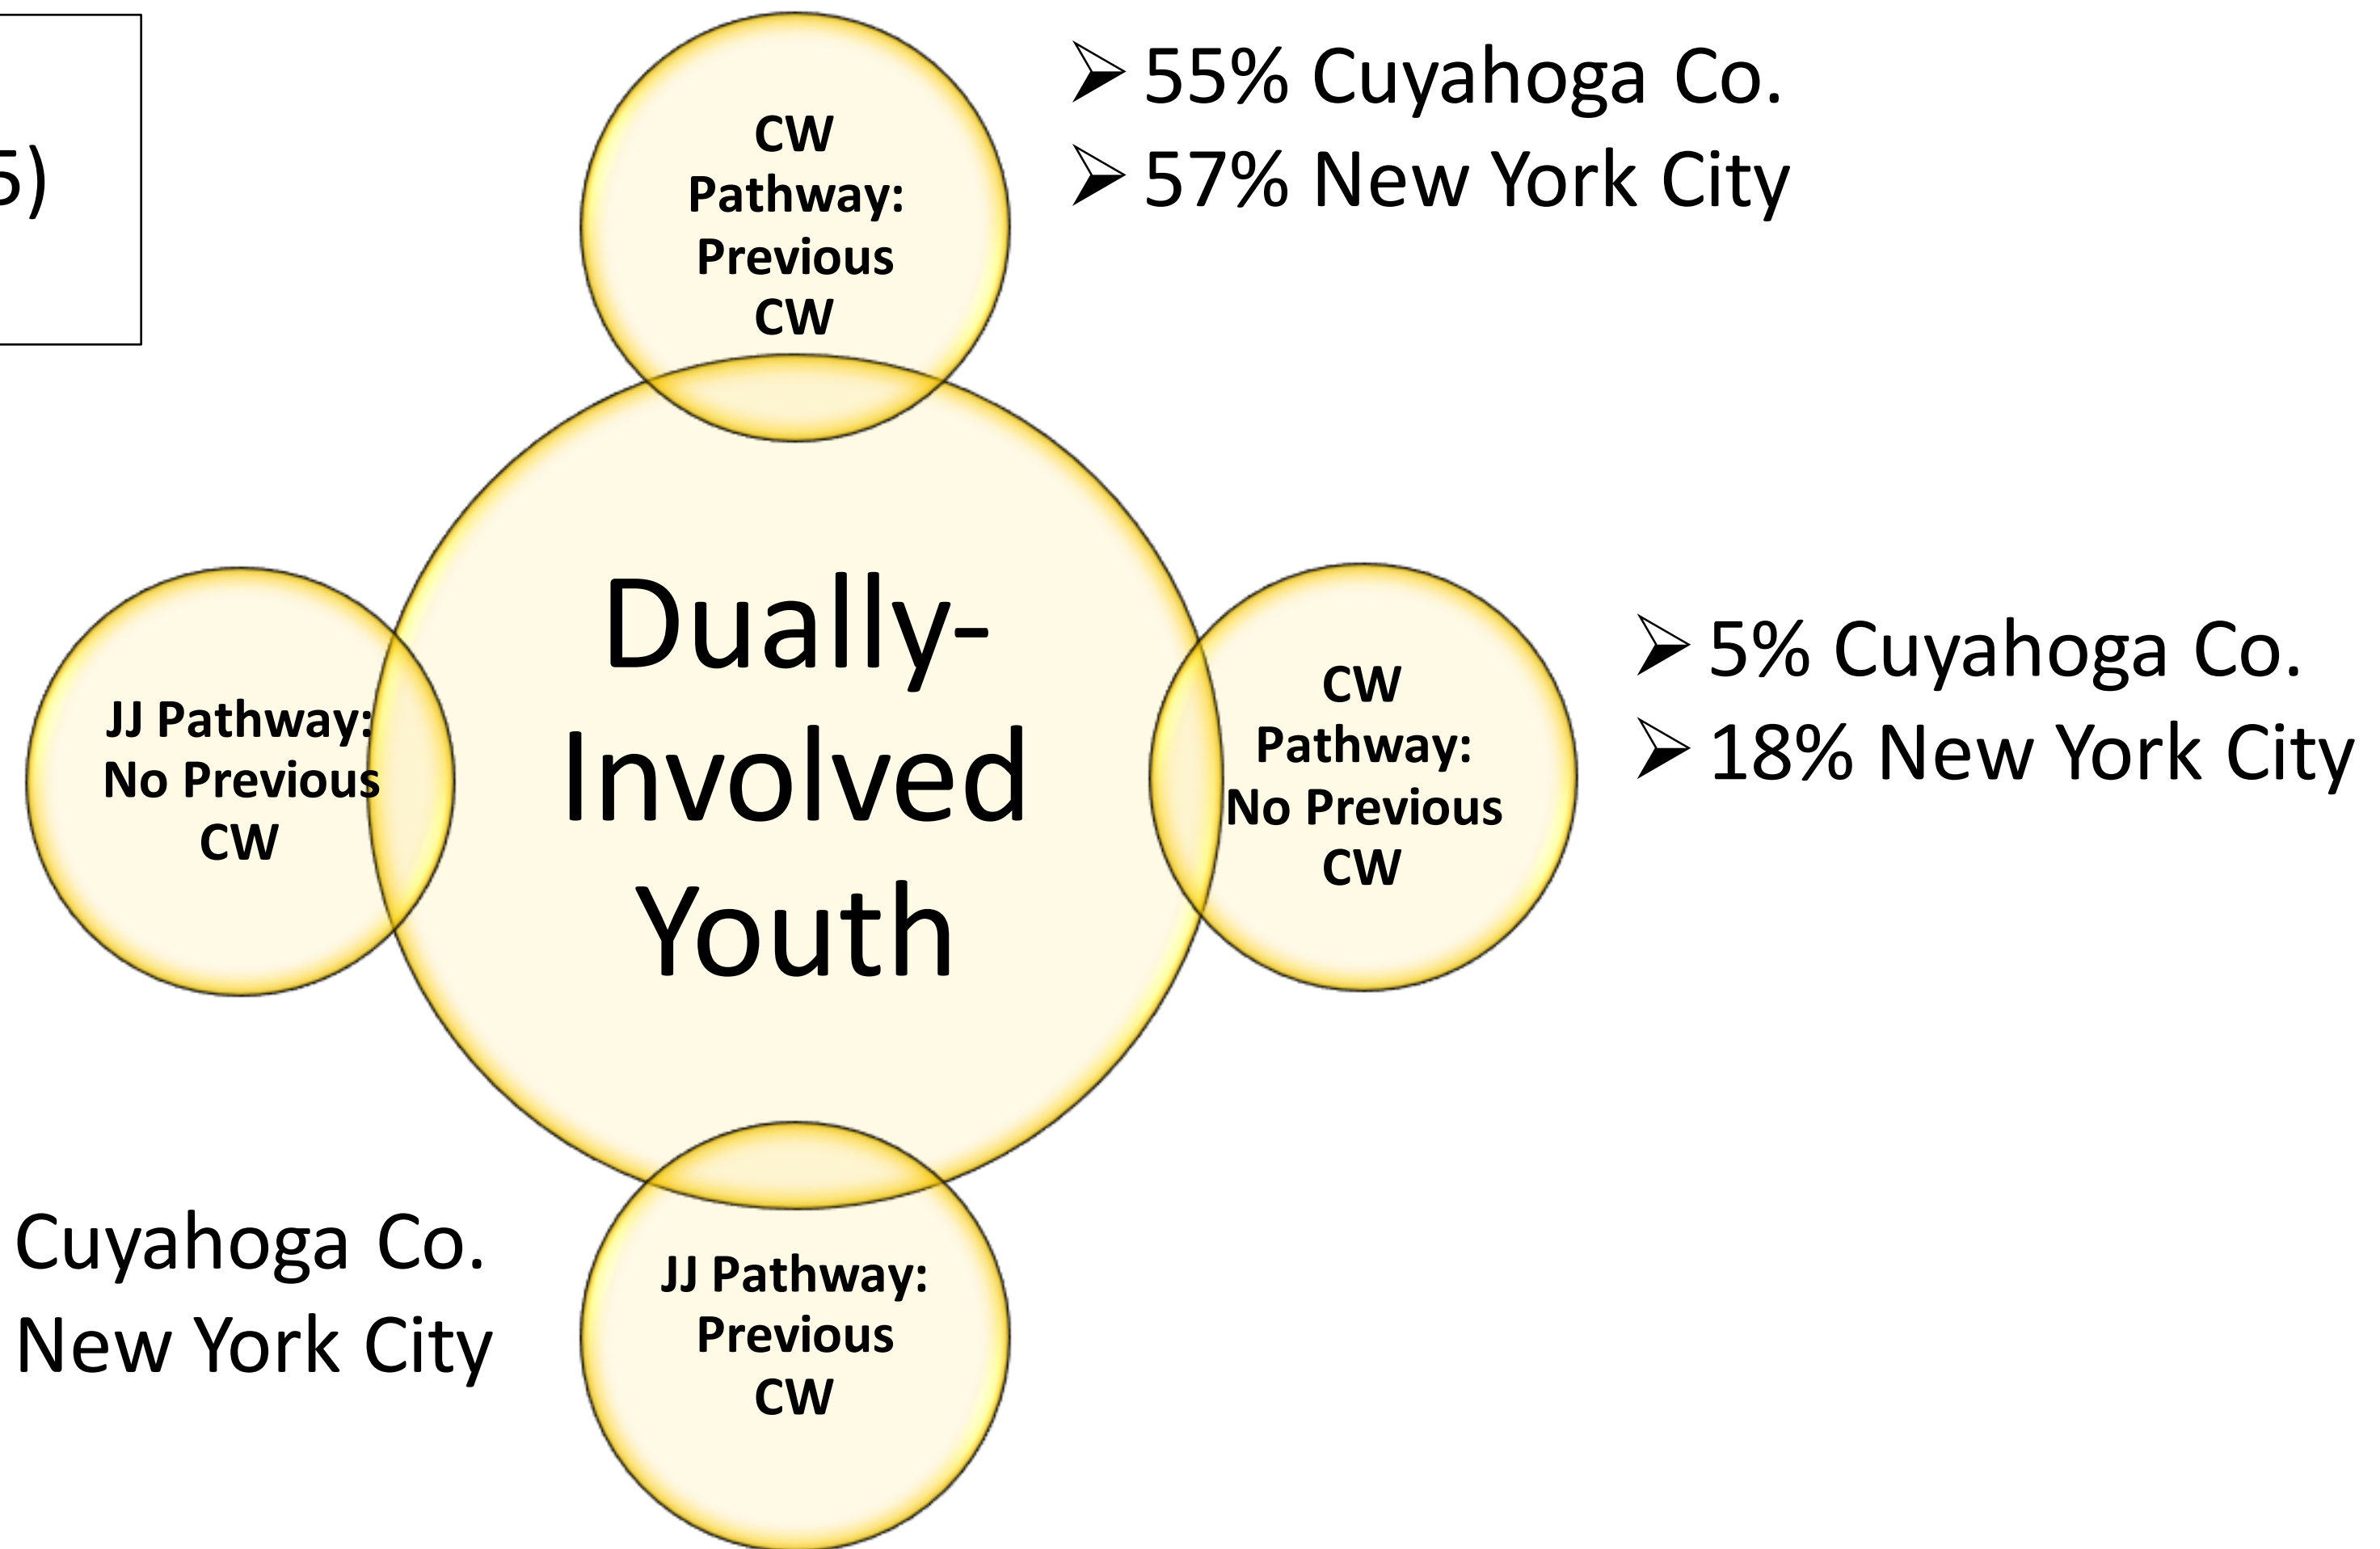 5)
CW
Pathway:
Previous
CW
55% Cuyahoga Co.
57% New York City
Dually-
Involved
Youth
JJ Pathway:
No Previous
CW
CW
Pathway:
No Previous
CW
5% Cuyahoga Co.
18% New York City
Cuyahoga Co.
New York City
JJ Pathway:
Previous
CW